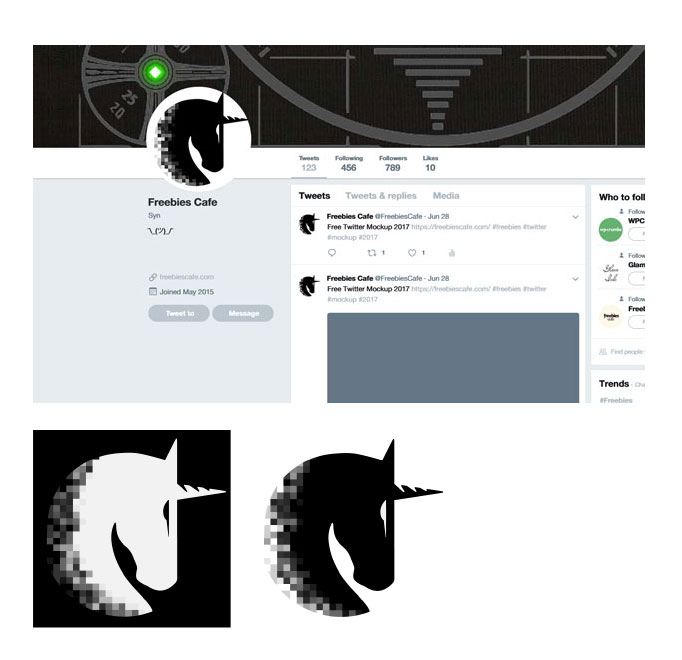 30
25
20
Tweets Following Followers Likes
123 456 789 10
Freebies Cafe
Syn
¯\_(ツ)_/¯
freebiescafe.com
Joined May 2015
Tweet to Message
Tweets Tweets & replies Media
Freebies Cafe @FreebiesCafe - Jun 28
Free Twitter Mockup 2017 https://freebiescafe.com/ #freebies #twitter
#mockup #2017
1 1
Freebies Cafe @FreebiesCafe - Jun 28
Free Twitter Mockup 2017 https://freebiescafe.com/ #freebies #twitter
#mockup #2017
Who to foll
Follow
WPC
Follow
Glam
Follow
Freebies cafe
Freel
Find people
Trends · Cha
#Freebies